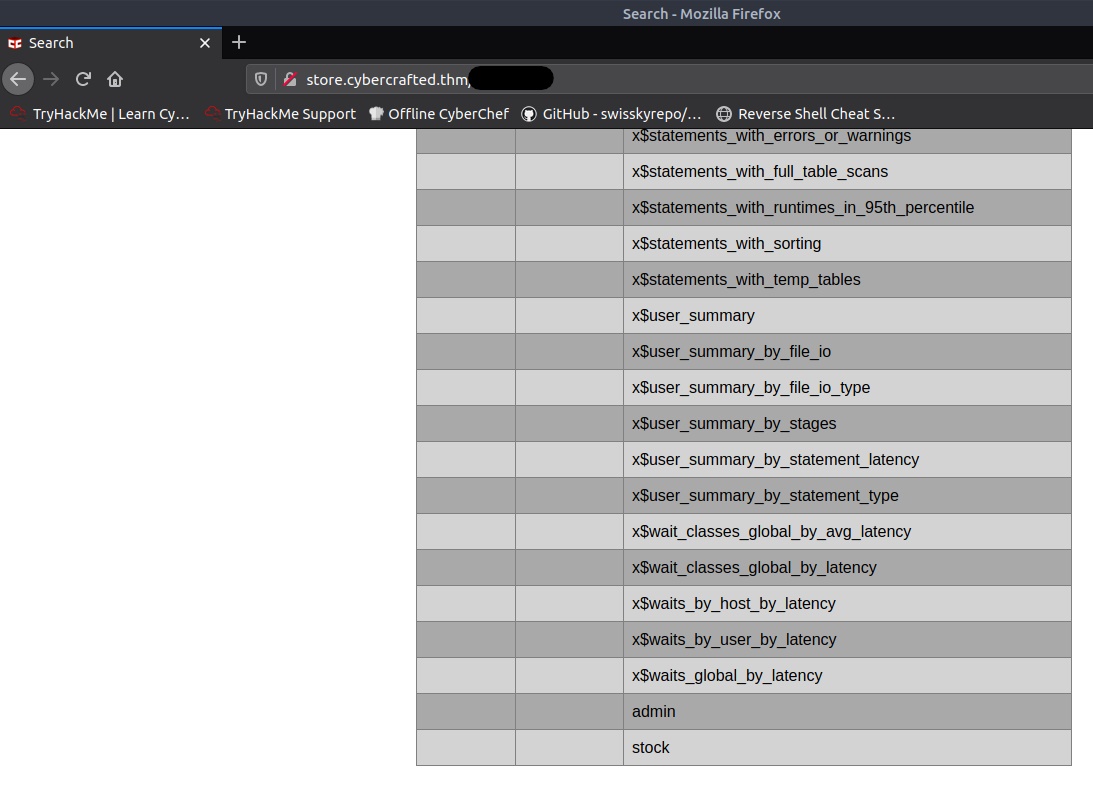 Search - Mozilla Firefox
Search
store.cybercrafted.thm/
TryHackMe | Learn Cy… TryHackMe Support Offline CyberChef GitHub - swisskyrepo/… Reverse Shell Cheat S…
x$statements_with_errors_or_warnings
x$statements_with_full_table_scans
x$statements_with_runtimes_in_95th_percentile
x$statements_with_sorting
x$statements_with_temp_tables
x$user_summary
x$user_summary_by_file_io
x$user_summary_by_file_io_type
x$user_summary_by_stages
x$user_summary_by_statement_latency
x$user_summary_by_statement_type
x$wait_classes_global_by_avg_latency
x$wait_classes_global_by_latency
x$waits_by_host_by_latency
x$waits_by_user_by_latency
x$waits_global_by_latency
admin
stock